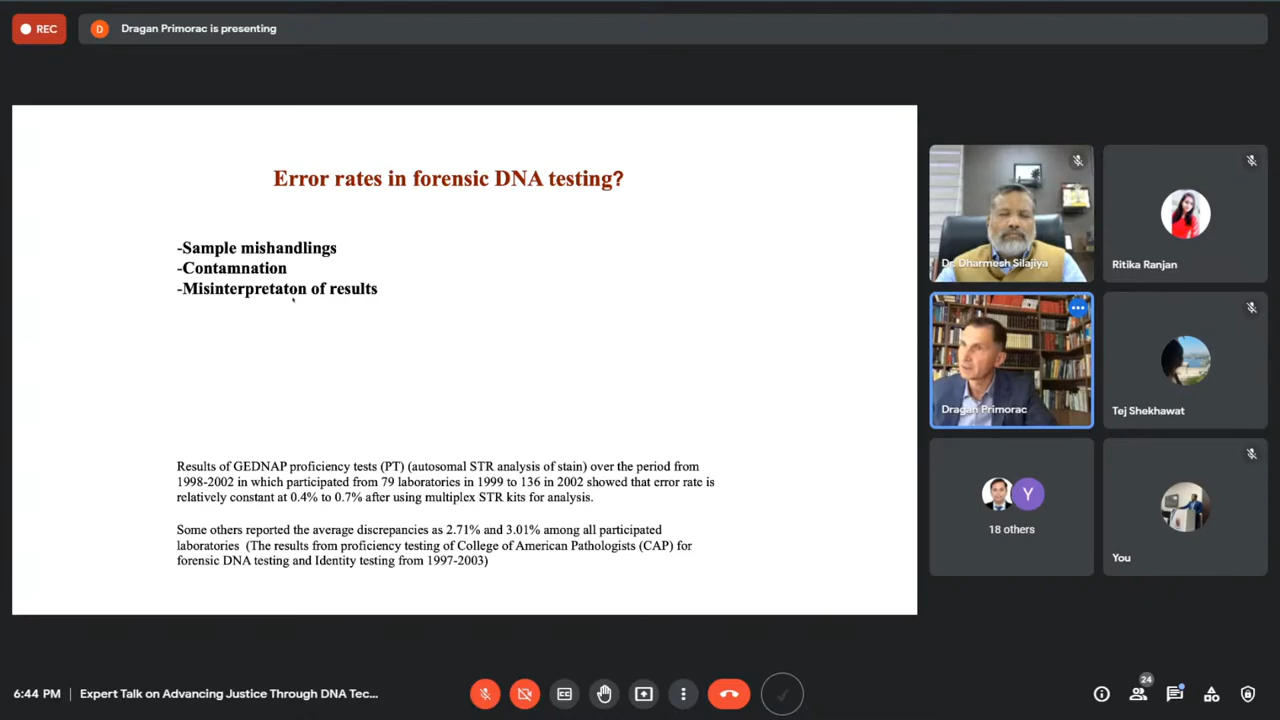 REC
D
Dragan Primorac is presenting
Error rates in forensic DNA testing?
-Sample mishandlings
-Contamnation
-Misinterpretaton of results
Results of GEDNAP proficiency tests (PT) (autosomal STR analysis of stain) over the period from
1998-2002 in which participated from 79 laboratories in 1999 to 136 in 2002 showed that error rate is
relatively constant at 0.4% to 0.7% after using multiplex STR kits for analysis.
Some others reported the average discrepancies as 2.71% and 3.01% among all participated
laboratories (The results from proficiency testing of College of American Pathologists (CAP) for
forensic DNA testing and Identity testing from 1997-2003)
Dr. Dharmesh Silajiya
Ritika Ranjan
Dragan Primorac
Tej Shekhawat
Y
18 others
You
6:44 PM | Expert Talk on Advancing Justice Through DNA Tec...
CC
24